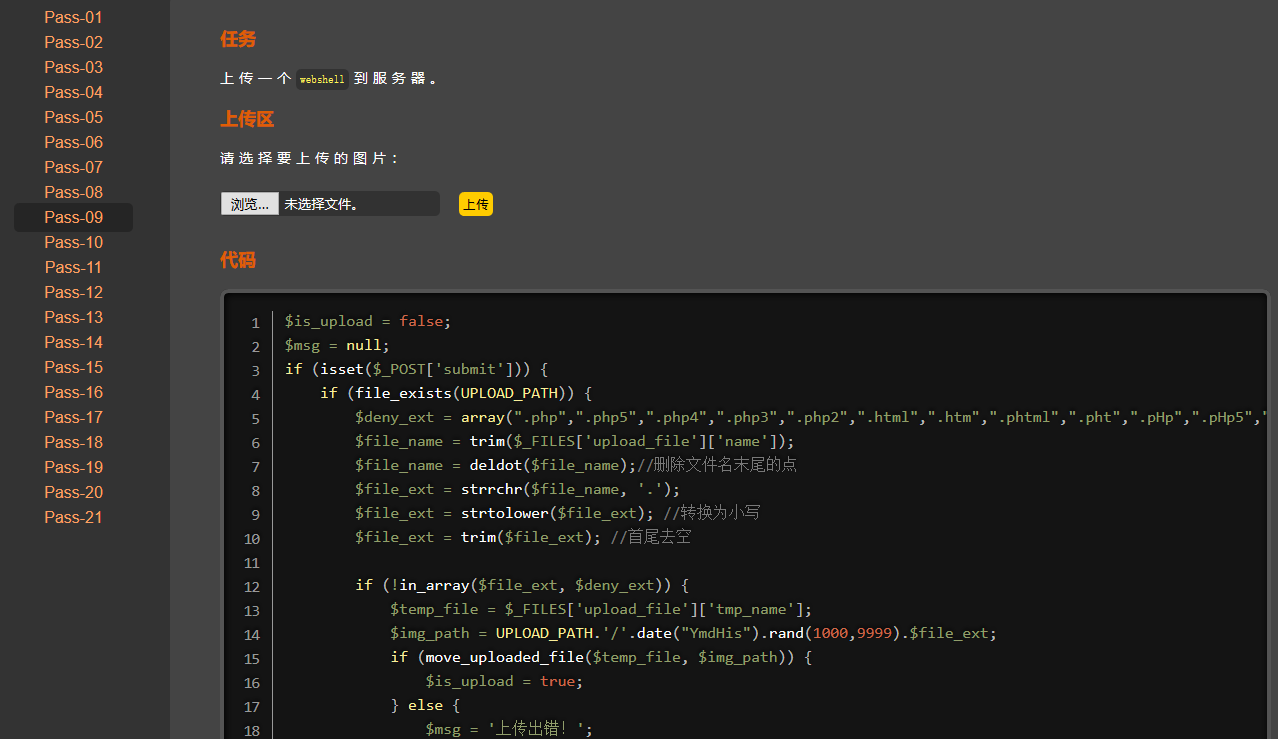 Pass-01
Pass-02
Pass-03
Pass-04
Pass-05
Pass-06
Pass-07
Pass-08
Pass-09
Pass-10
Pass-11
Pass-12
Pass-13
Pass-14
Pass-15
Pass-16
Pass-17
Pass-18
Pass-19
Pass-20
Pass-21
任务
上传一个 webshell 到服务器。
上传区
请选择要上传的图片：
浏览... 未选择文件。 上传
代码
1 $is_upload = false;
2 $msg = null;
3 if (isset($_POST['submit'])) {
4 if (file_exists(UPLOAD_PATH)) {
5 $deny_ext = array(".php",".php5",".php4",".php3",".php2",".html",".htm",".phtml",".pht",".pHp",".pHp5","
6 $file_name = trim($_FILES['upload_file']['name']);
7 $file_name = deldot($file_name);//删除文件名末尾的点
8 $file_ext = strrchr($file_name, '.');
9 $file_ext = strtolower($file_ext); //转换为小写
10 $file_ext = trim($file_ext); //首尾去空
11
12 if (!in_array($file_ext, $deny_ext)) {
13 $temp_file = $_FILES['upload_file']['tmp_name'];
14 $img_path = UPLOAD_PATH.'/'.date("YmdHis").rand(1000,9999).$file_ext;
15 if (move_uploaded_file($temp_file, $img_path)) {
16 $is_upload = true;
17 } else {
18 $msg = '上传出错！';